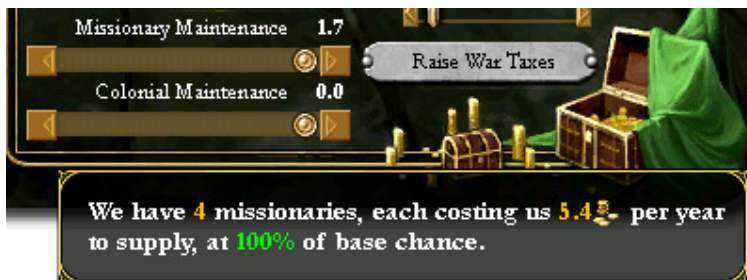 Missionary Maintenance 1.7
Raise War Taxes
Colonial Maintenance 0.0
We have 4 missionaries, each costing us 5.4 per year
to supply, at 100% of base chance.